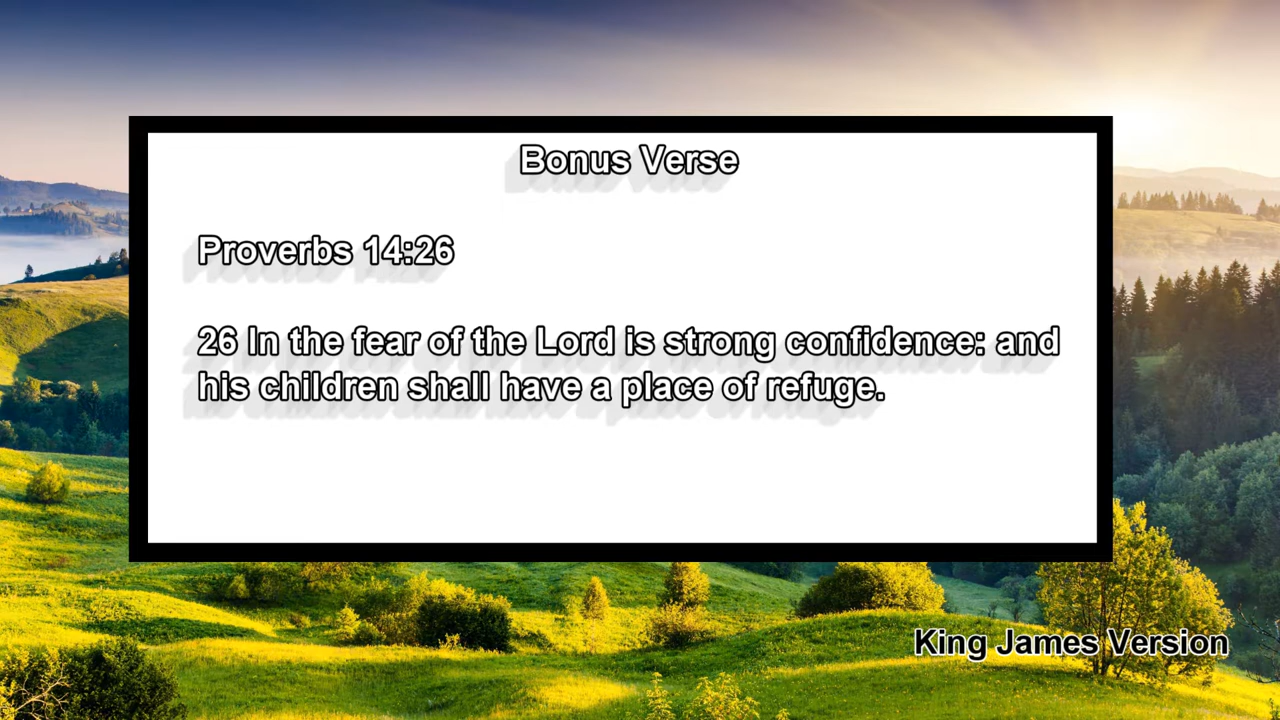 Bonus Verse
Proverbs 14:26
26 In the fear of the Lord is strong confidence: and
his children shall have a place of refuge.
King James Version